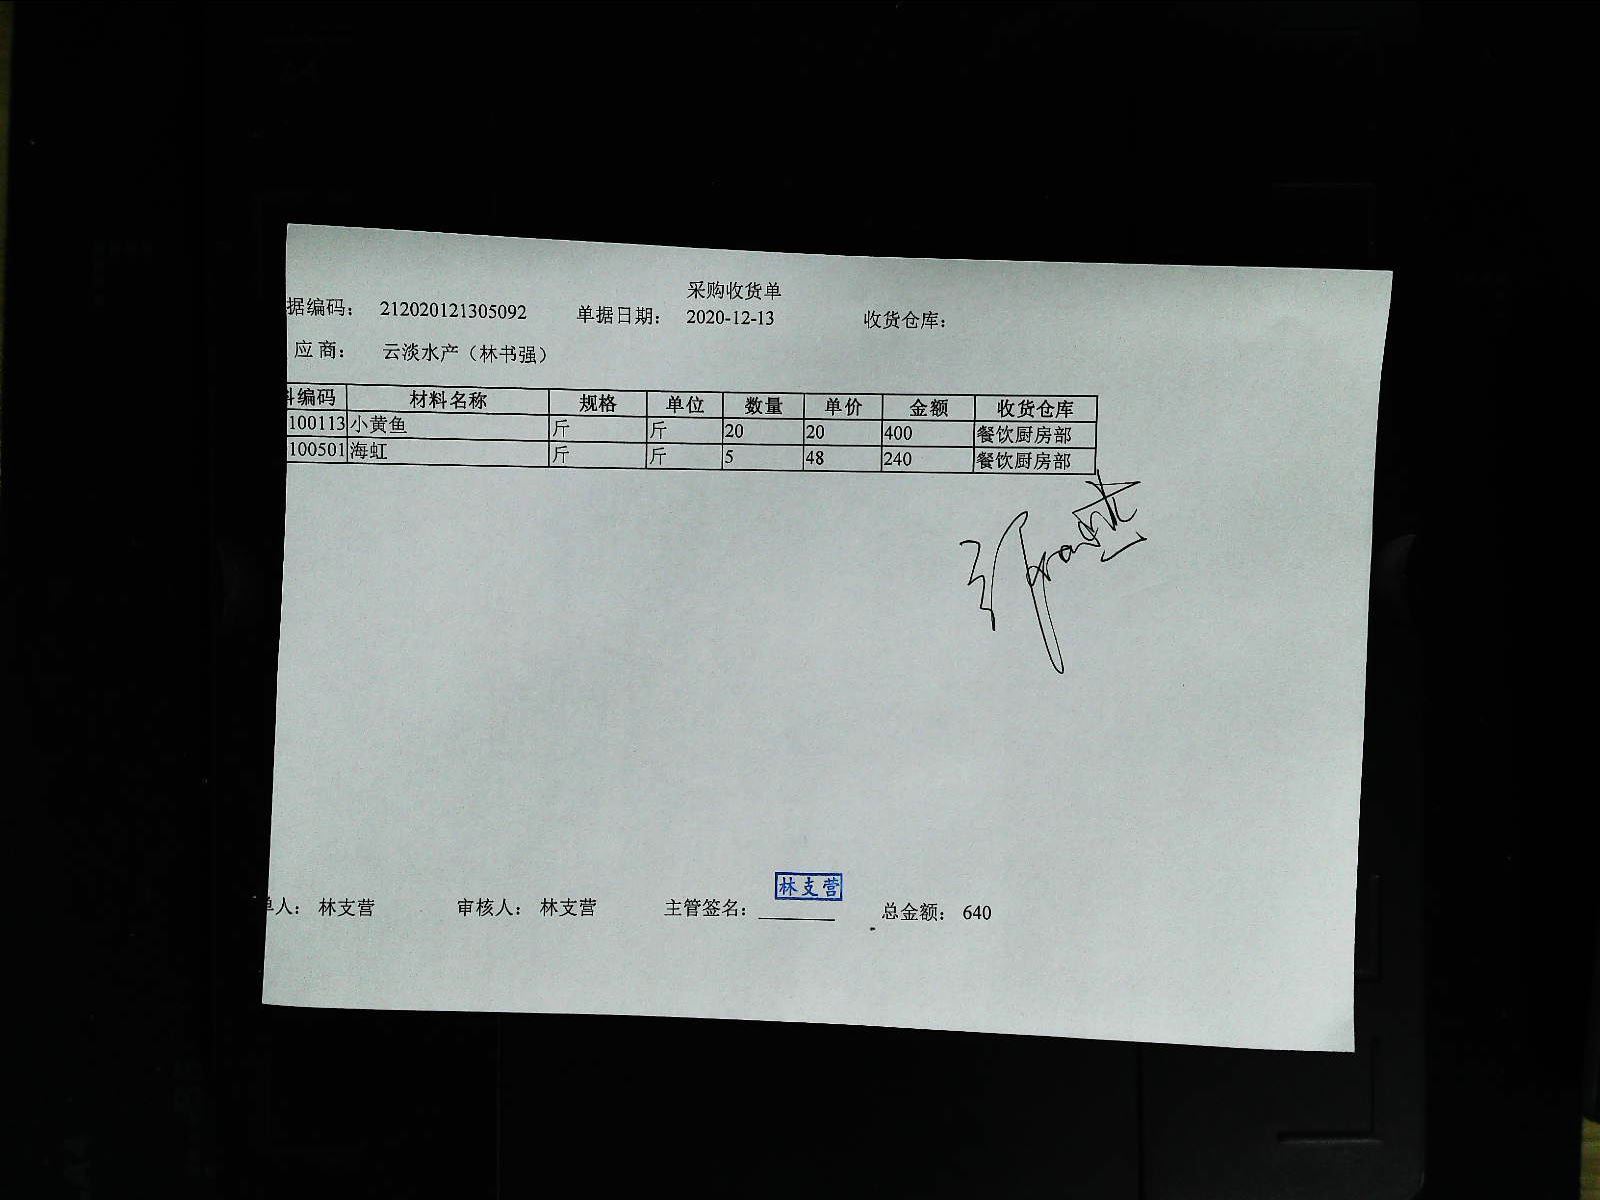 采购收货单
据编码： 212020121305092 单据日期： 2020-12-13 收货仓库：
应商： 云淡水产（林书强）
编码 材料名称 规格 单位 数量 单价 金额 收货仓库
100113 小黄鱼 斤 斤 20 20 400 餐饮厨房部
100501 海虹 斤 斤 5 48 240 餐饮厨房部
林支营
单人： 林支营 审核人： 林支营 主管签名： 总金额： 640